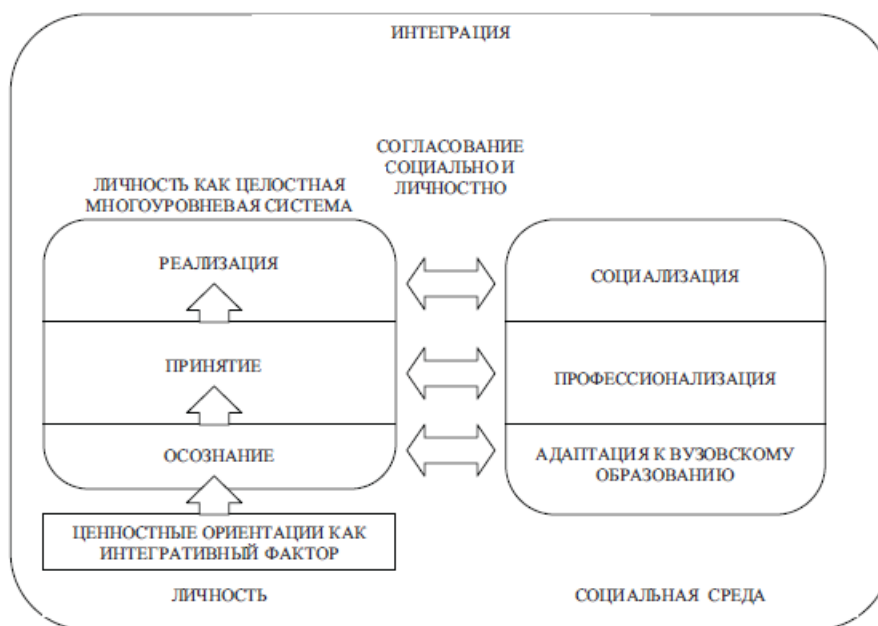 ИНТЕГРАЦИЯ
СОГЛАСОВАНИЕ
СОЦИАЛЬНО И
ЛИЧНОСТНО
ЛИЧНОСТЬ КАК ЦЕЛОСТНАЯ
МНОГОУРОВНЕВАЯ СИСТЕМА
РЕАЛИЗАЦИЯ
СОЦИАЛИЗАЦИЯ
ПРИНЯТИЕ
ПРОФЕССИОНАЛИЗАЦИЯ
ОСОЗНАНИЕ
АДАПТАЦИЯ К ВУЗОВСКОМУ
ОБРАЗОВАНИЮ
ЦЕННОСТНЫЕ ОРИЕНТАЦИИ КАК
ИНТЕГРАТИВНЫЙ ФАКТОР
ЛИЧНОСТЬ
СОЦИАЛЬНАЯ СРЕДА